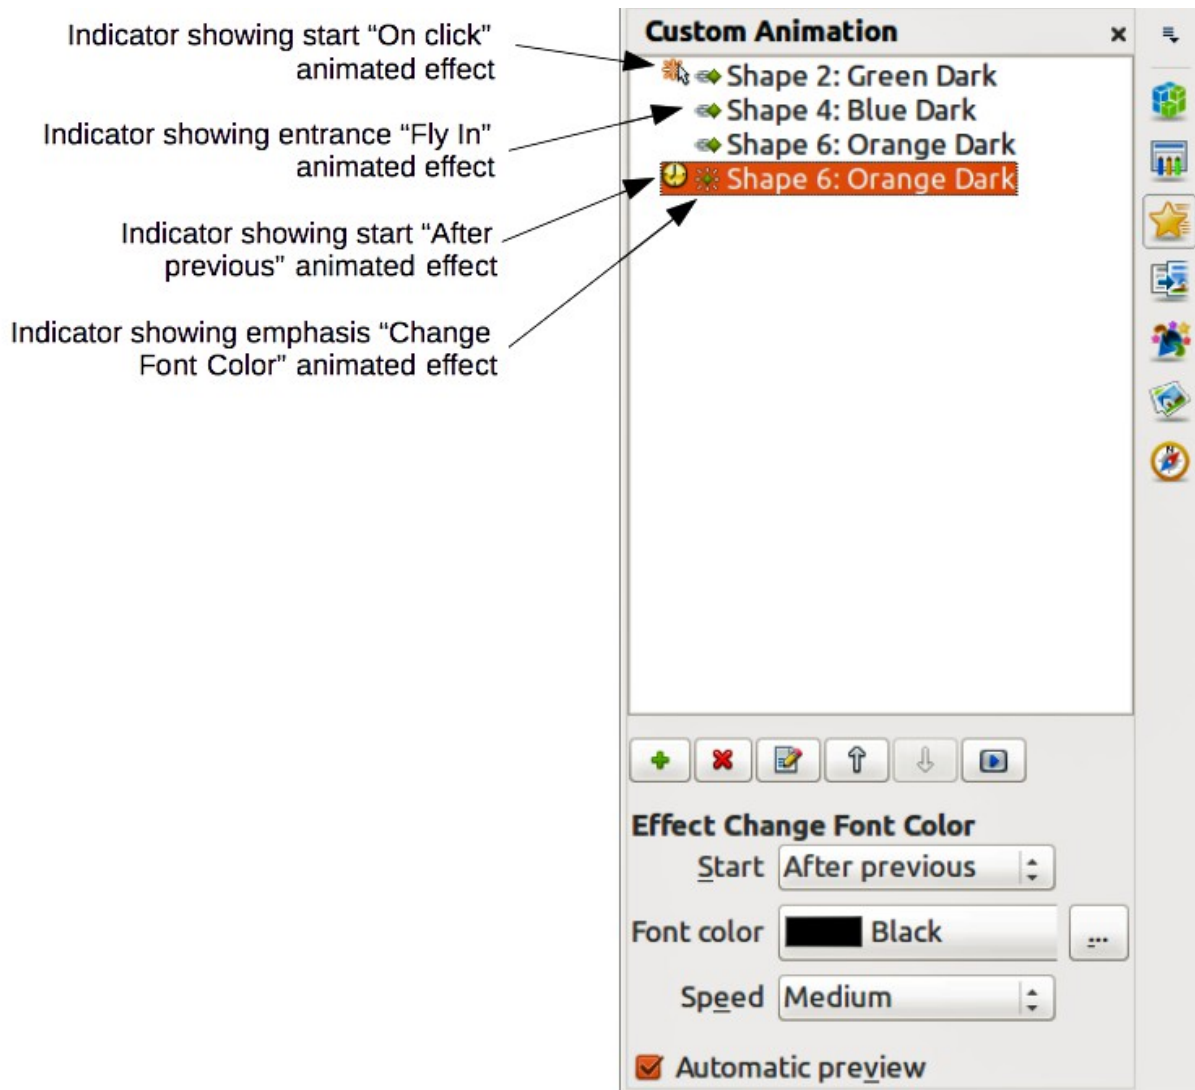 Indicator showing start “On click”
animated effect
Indicator showing entrance “Fly In”
animated effect
Indicator showing start “After
previous” animated effect
Indicator showing emphasis “Change
Font Color” animated effect
Custom Animation
Shape 2: Green Dark
Shape 4: Blue Dark
Shape 6: Orange Dark
Shape 6: Orange Dark
Effect Change Font Color
Start After previous
Font color Black ...
Speed Medium
Automatic preview